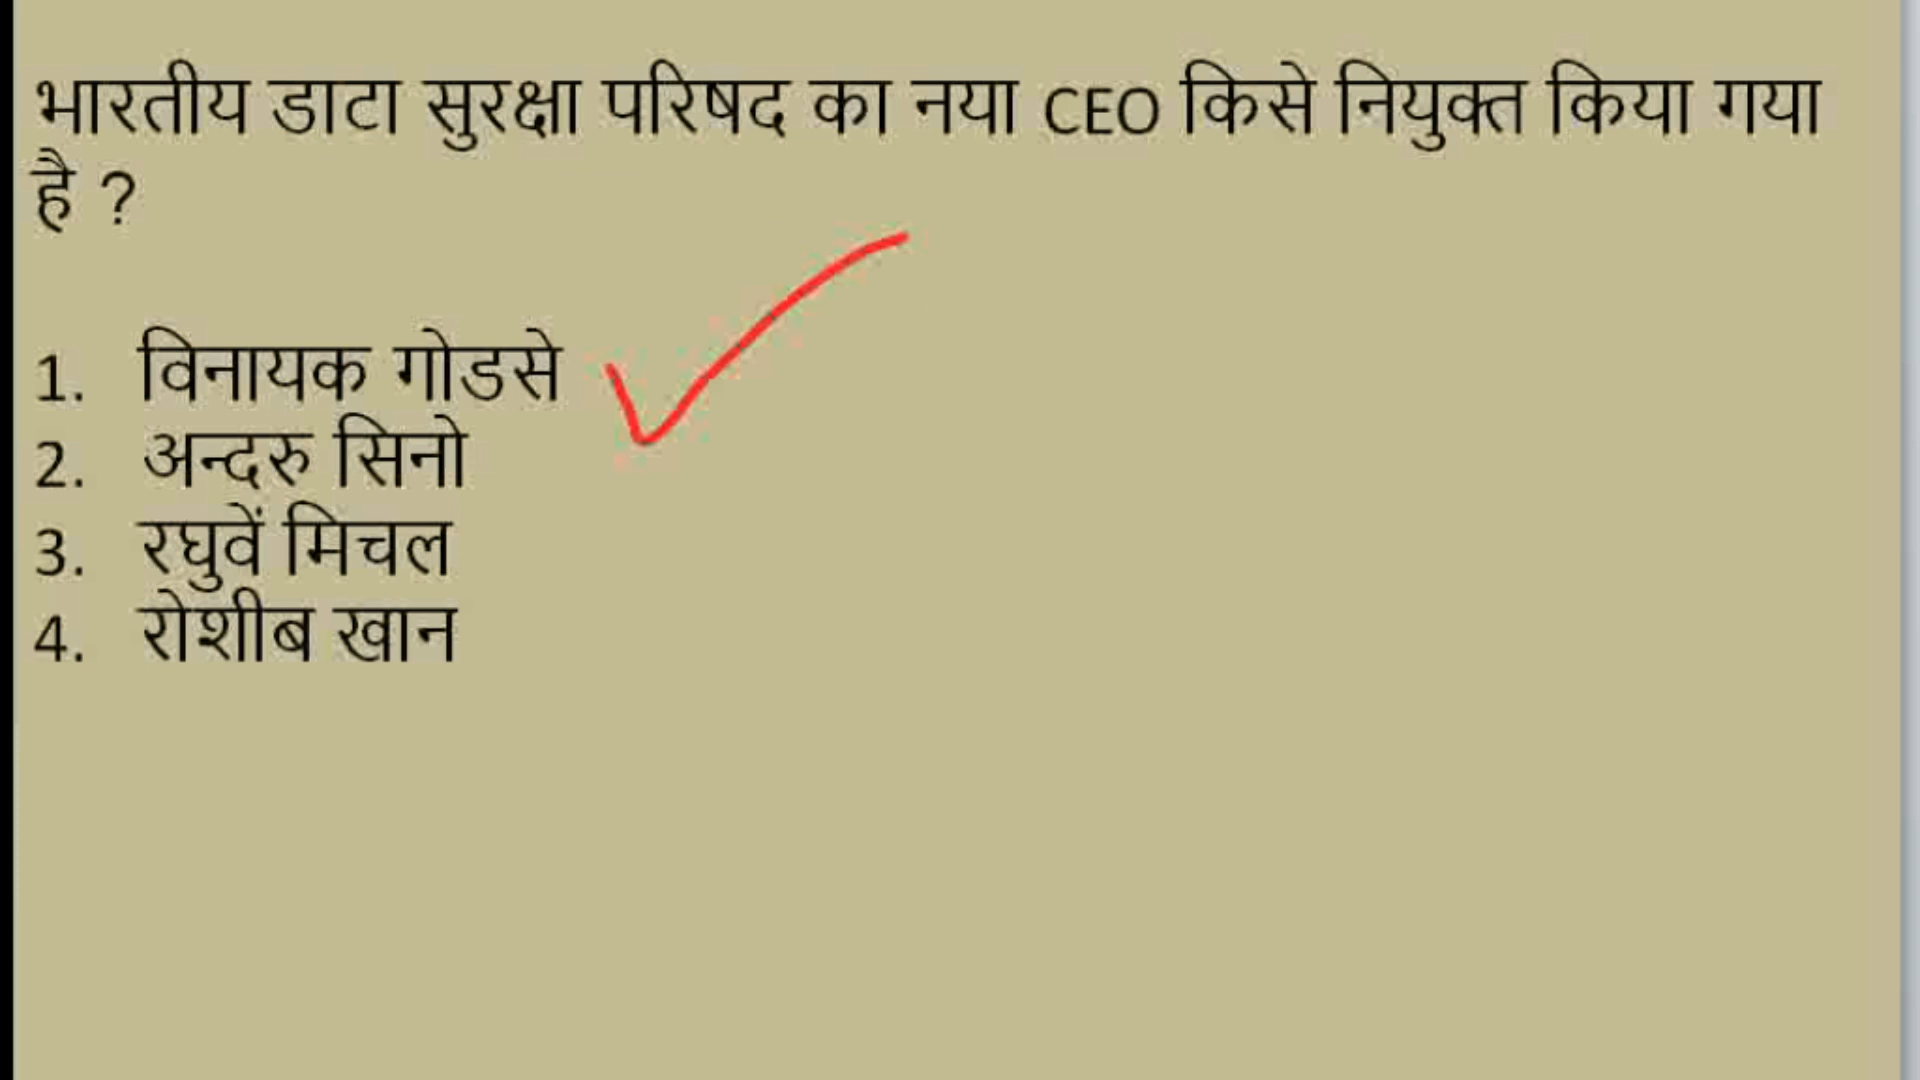 भारतीय डाटा सुरक्षा परिषद का नया CEO किसे नियुक्त किया गया
है ?
1. विनायक गोडसे
2. अन्दरु सिनो
3. रघुवें मिचल
4. रोशीब खान